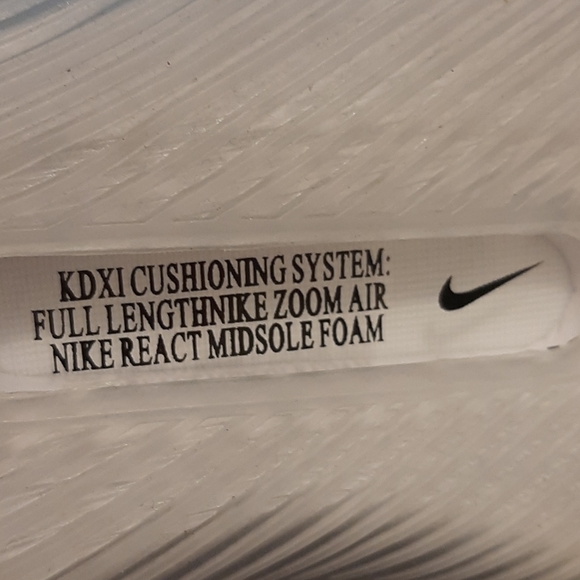 KDXI CUSHIONING SYSTEM:
FULL LENGTHNIKE ZOOM AIR
NIKE REACT MIDSOLE FOAM